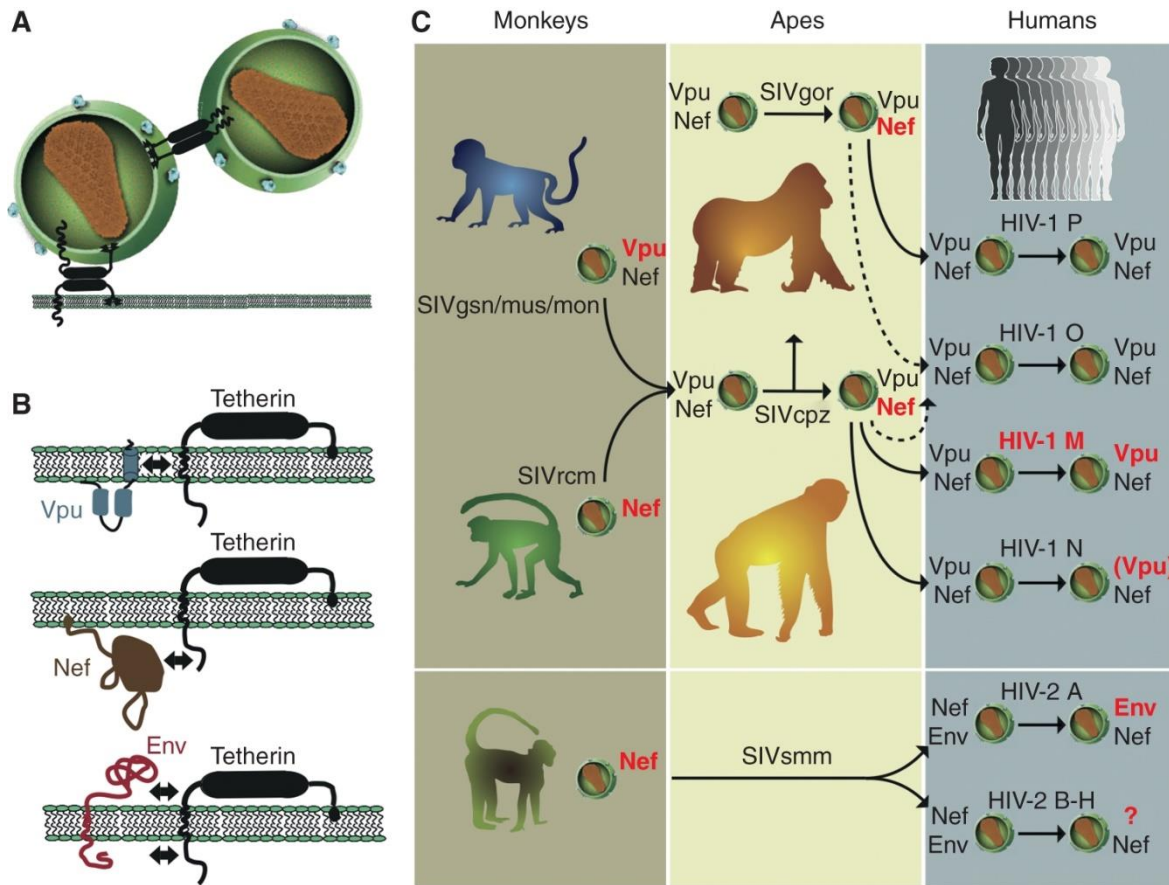 A
B
Tetherin
Vpu
Tetherin
Nef
Env
Tetherin
C
Monkeys
Apes
Humans
Vpu
Nef
SIVgor
Vpu
Nef
Vpu
Nef
SIVgsn/mus/mon
SIVrcm
Nef
Vpu
Nef
SIVcpz
Vpu
Nef
HIV-1 P
Vpu
Nef
Vpu
Nef
HIV-1 O
Vpu
Nef
Vpu
Nef
HIV-1 M
Vpu
Nef
Vpu
Nef
HIV-1 N
Vpu
Nef
(Vpu)
Nef
Nef
SIVsmm
HIV-2 A
Nef
Env
Env
Nef
HIV-2 B-H
Nef
Env
?
Nef